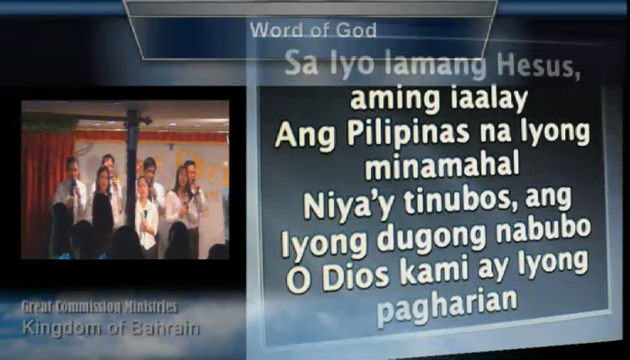 Word of God
Sa Iyo lamang Hesus,
aming iaalay
Ang Pilipinas na Iyong
minamahal
Niya'y tinubos, ang
Iyong dugong nabubo
O Dios kami ay Iyong
pagharian
Great Commission Ministries
Kingdom of Bahrain